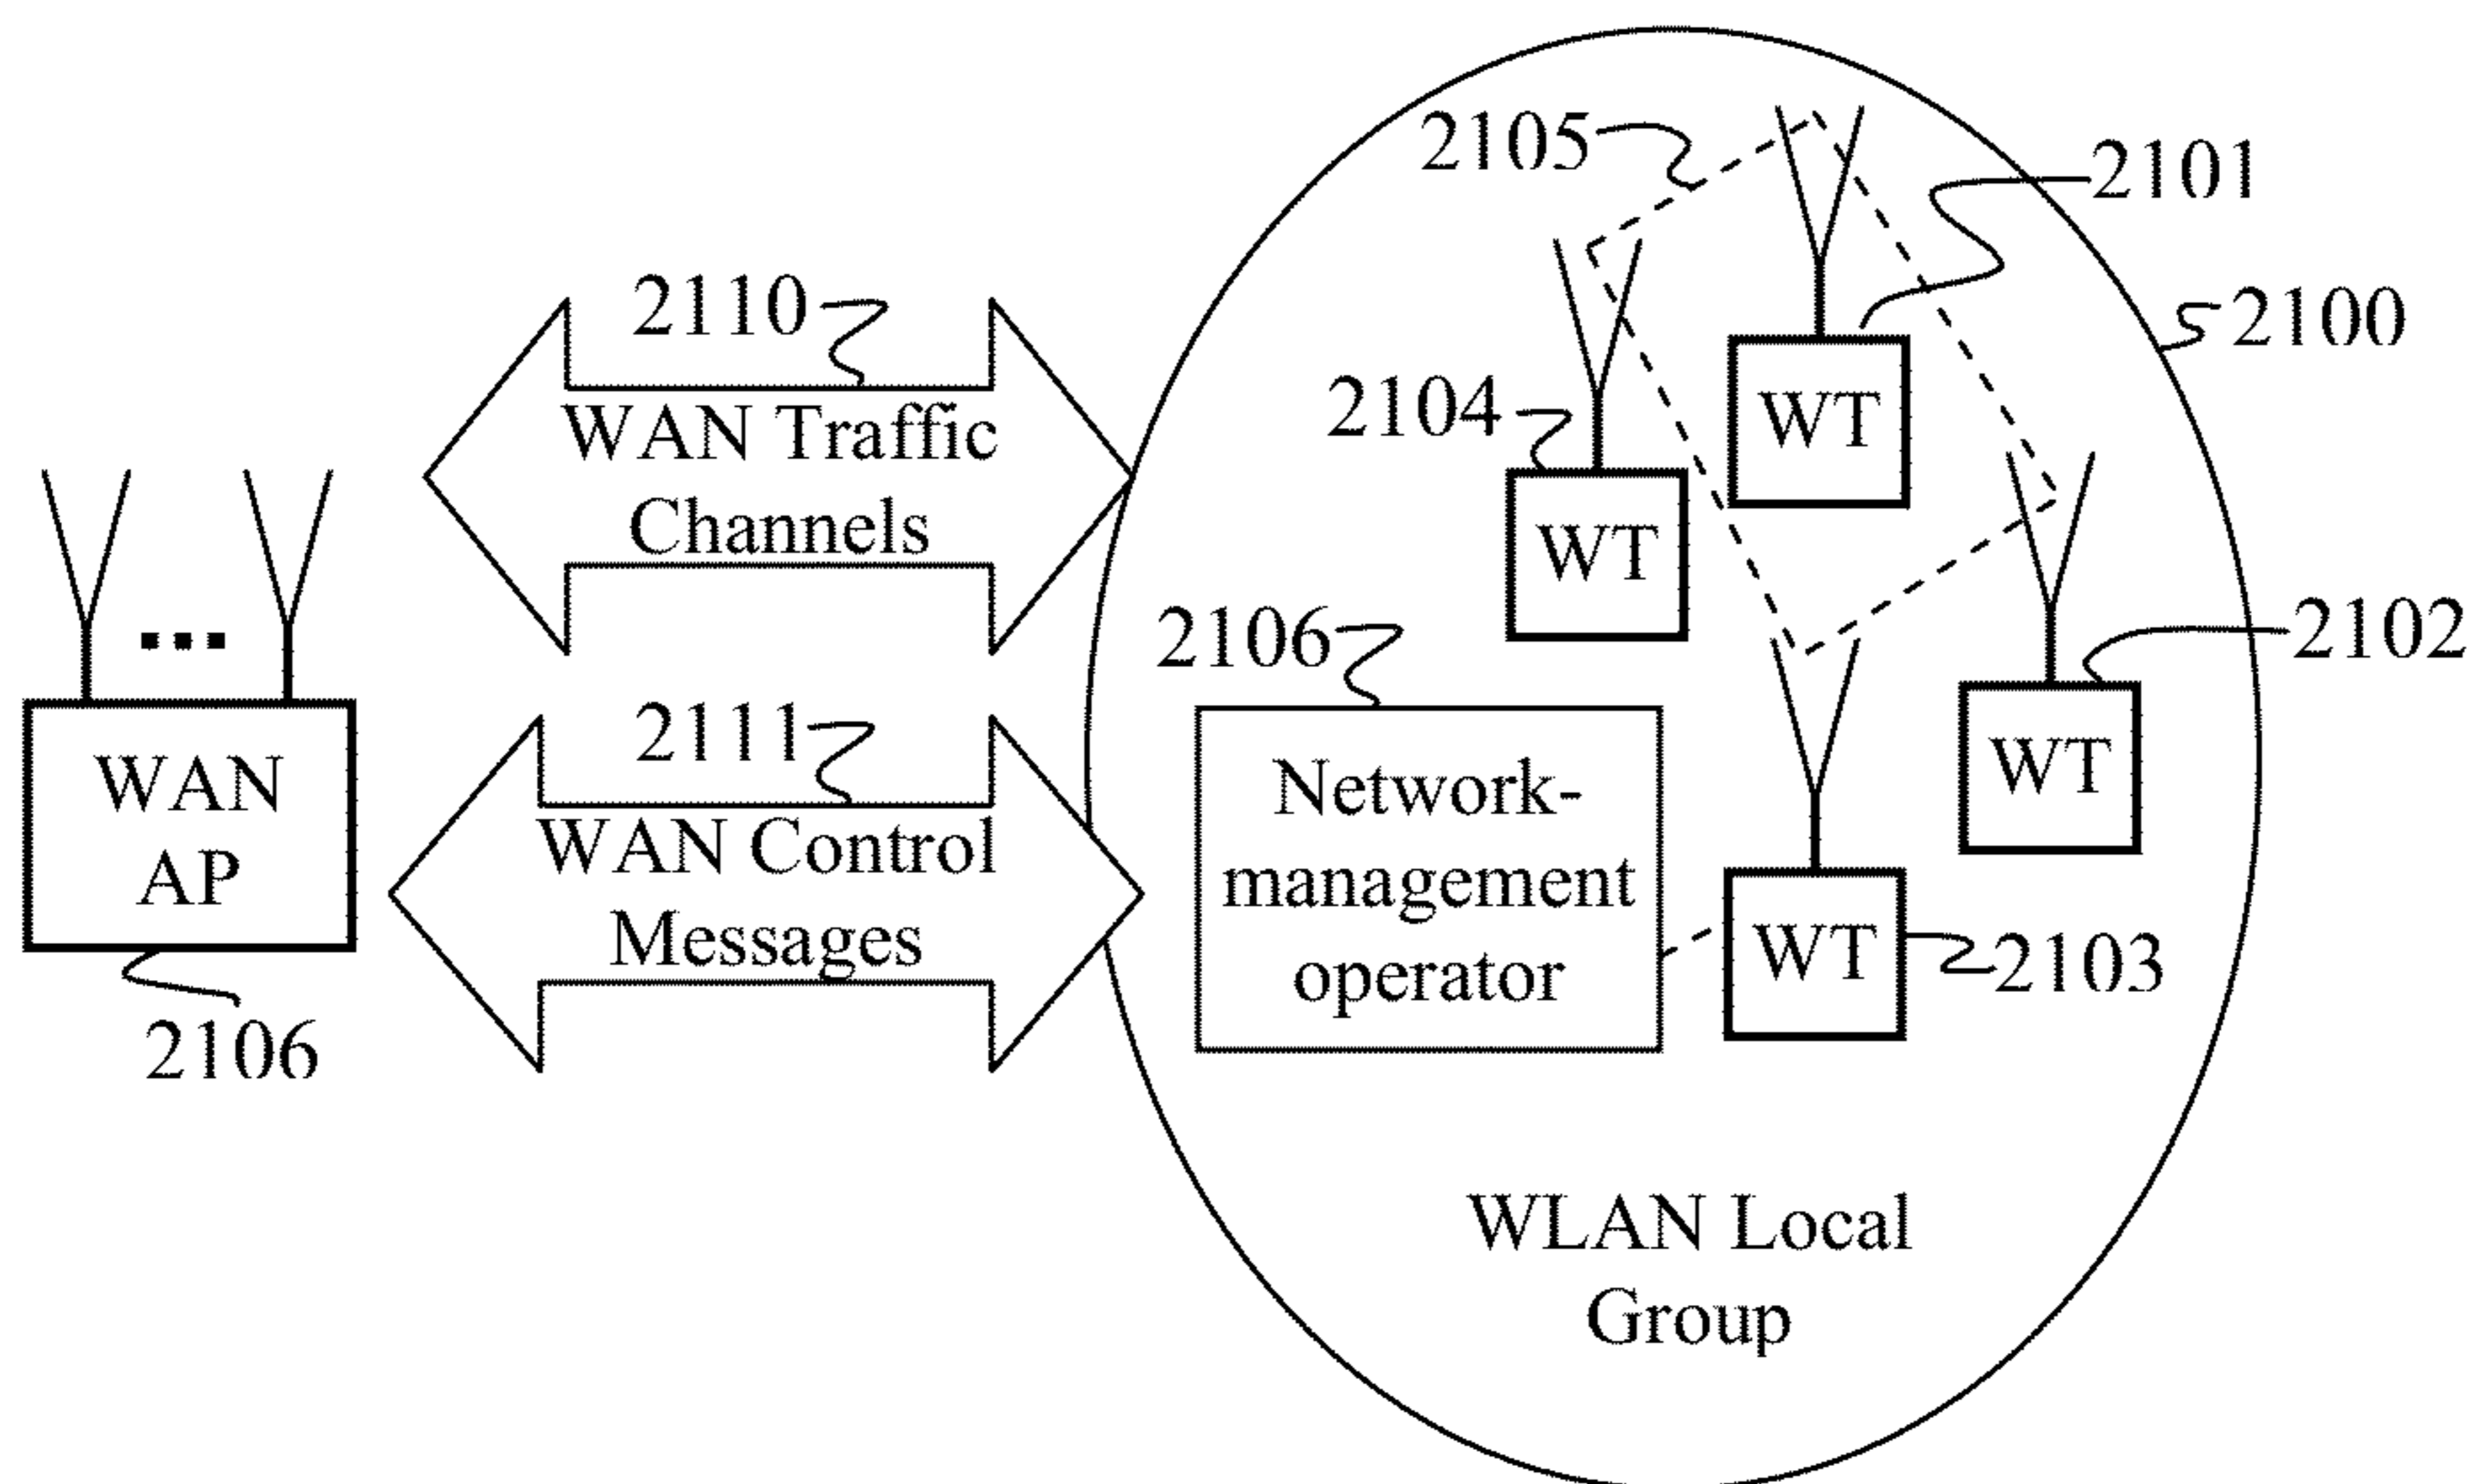 2105
2101
2110
2100
WAN Traffic
Channels
2104
WT
WT
2106
2102
WAN
AP
2111
WAN Control
Messages
Network-
management
operator
WT
WT
2103
2106
WLAN Local
Group